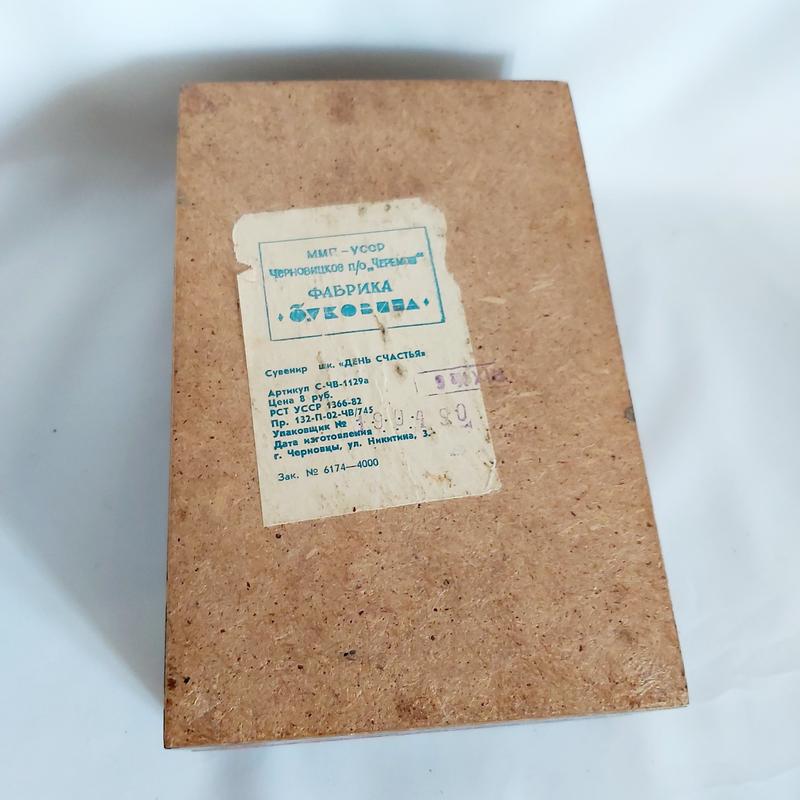 ММП-УССР
ЧЕРНОВИЦКОЕ П/О „ЧЕРЕМОШ"
ФАБРИКА
БУКОВИНА
Сувенир шк. «ДЕНЬ СЧАСТЬЯ»
Артикул С-ЧВ-1129а
Цена 8 руб.
РСТ УССР 1366-82
Пр. 132-П-02-ЧВ/745
Упаковщик №
Дата изготовления
г. Черновцы, ул. Никитина, 3.
Зак. № 6174—4000